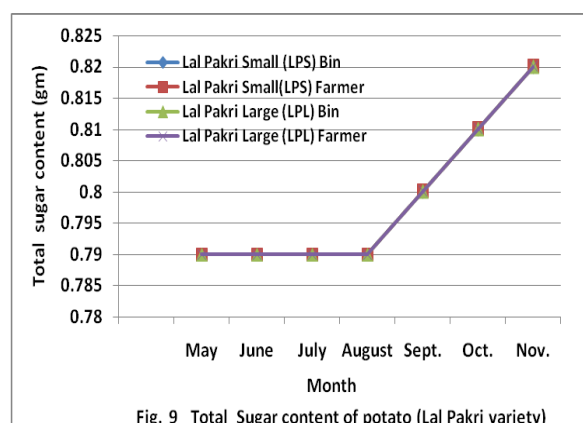 0.825
0.82
0.815
0.81
0.805
0.8
0.795
0.79
0.785
0.78
Total sugar content (gm)
Lal Pakri Small (LPS) Bin
Lal Pakri Small(LPS) Farmer
Lal Pakri Large (LPL) Bin
Lal Pakri Large (LPL) Farmer
May June July August Sept. Oct. Nov.
Month
Fig. 9 Total Sugar content of potato (Lal Pakri variety)